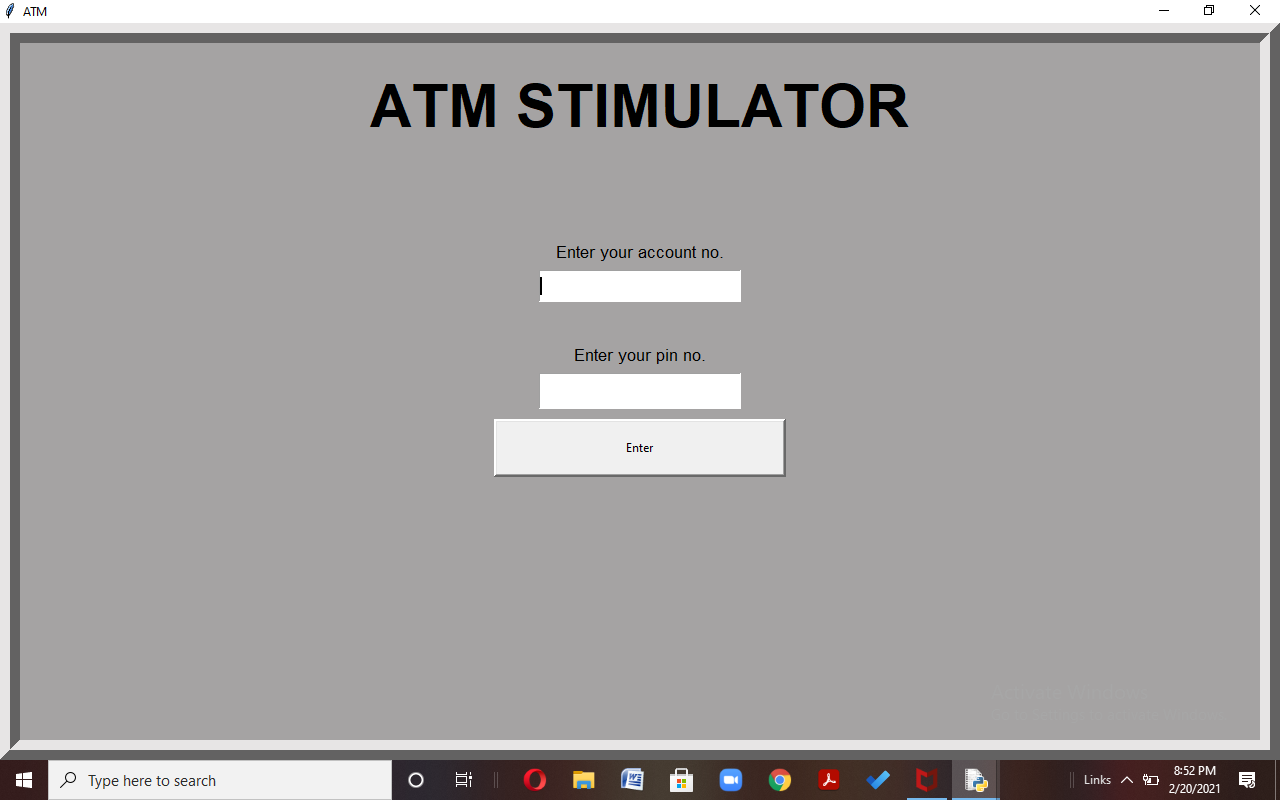 ATM
ATM STIMULATOR
Enter your account no.
Enter your pin no.
Enter
Type here to search
Links
8:52 PM
2/20/2021